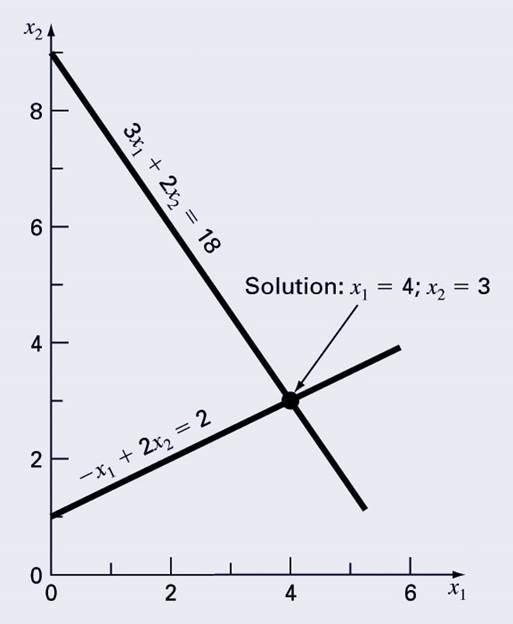 x₂
8
3x₁ + 2x₂ = 18
6
Solution: x₁ = 4; x₂ = 3
4
−x₁ + 2x₂ = 2
2
0
0 2 4 6 x₁